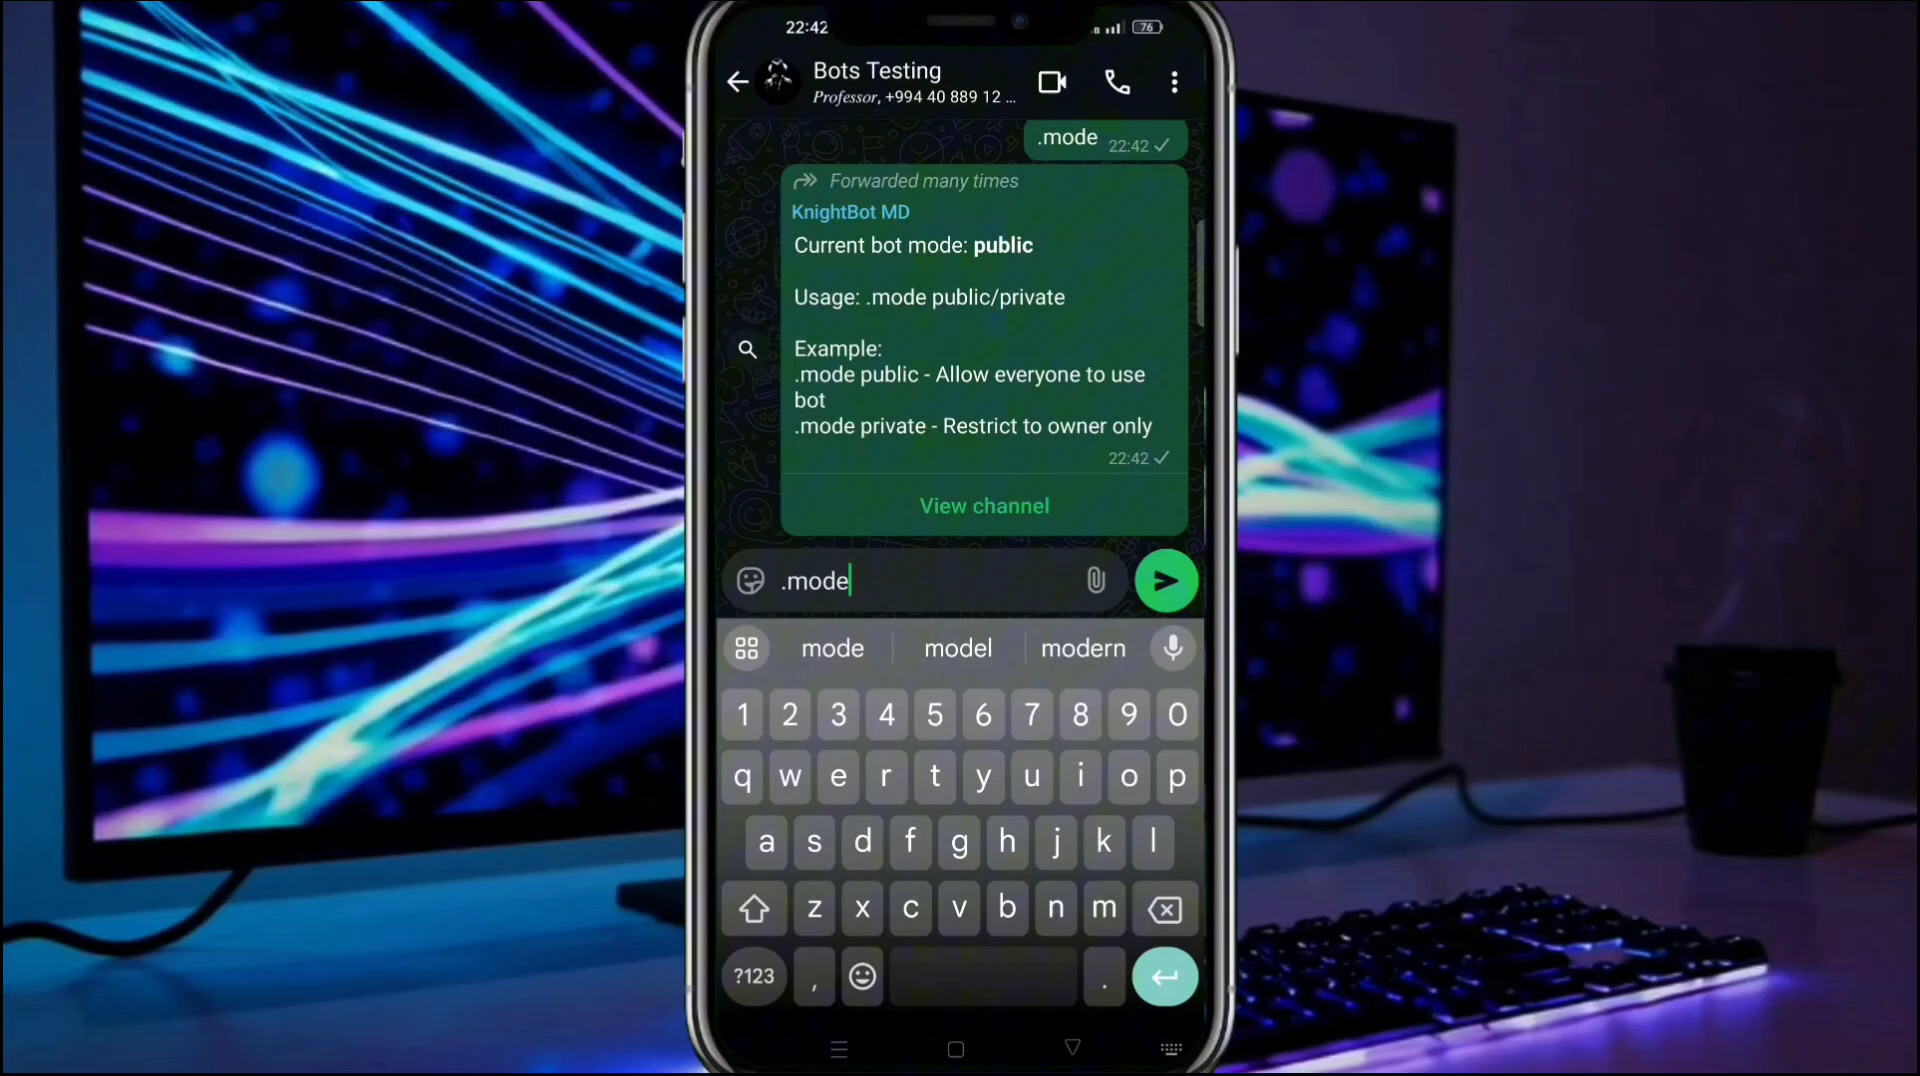 22:42
76
Bots Testing
Professor, +994 40 889 12 ...
.mode
22:42
Forwarded many times
KnightBot MD
Current bot mode: public
Usage: .mode public/private
Example:
.mode public - Allow everyone to use
bot
.mode private - Restrict to owner only
22:42
View channel
.mode
mode model modern
1 2 3 4 5 6 7 8 9 0
q w e r t y u i o p
a s d f g h j k l
z x c v b n m
?123 , .